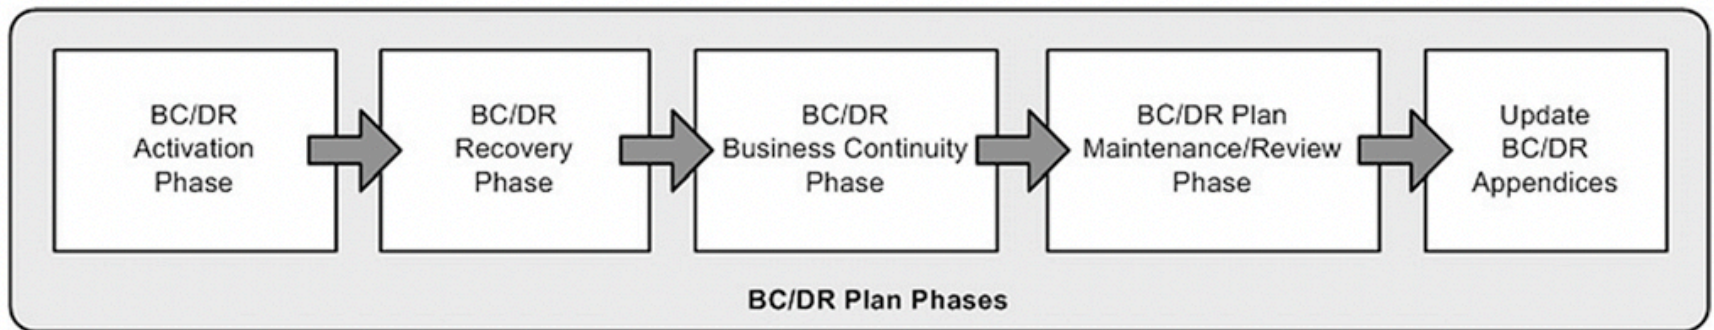 BC/DR
Activation
Phase
BC/DR
Recovery
Phase
BC/DR
Business Continuity
Phase
BC/DR Plan
Maintenance/Review
Phase
Update
BC/DR
Appendices
BC/DR Plan Phases